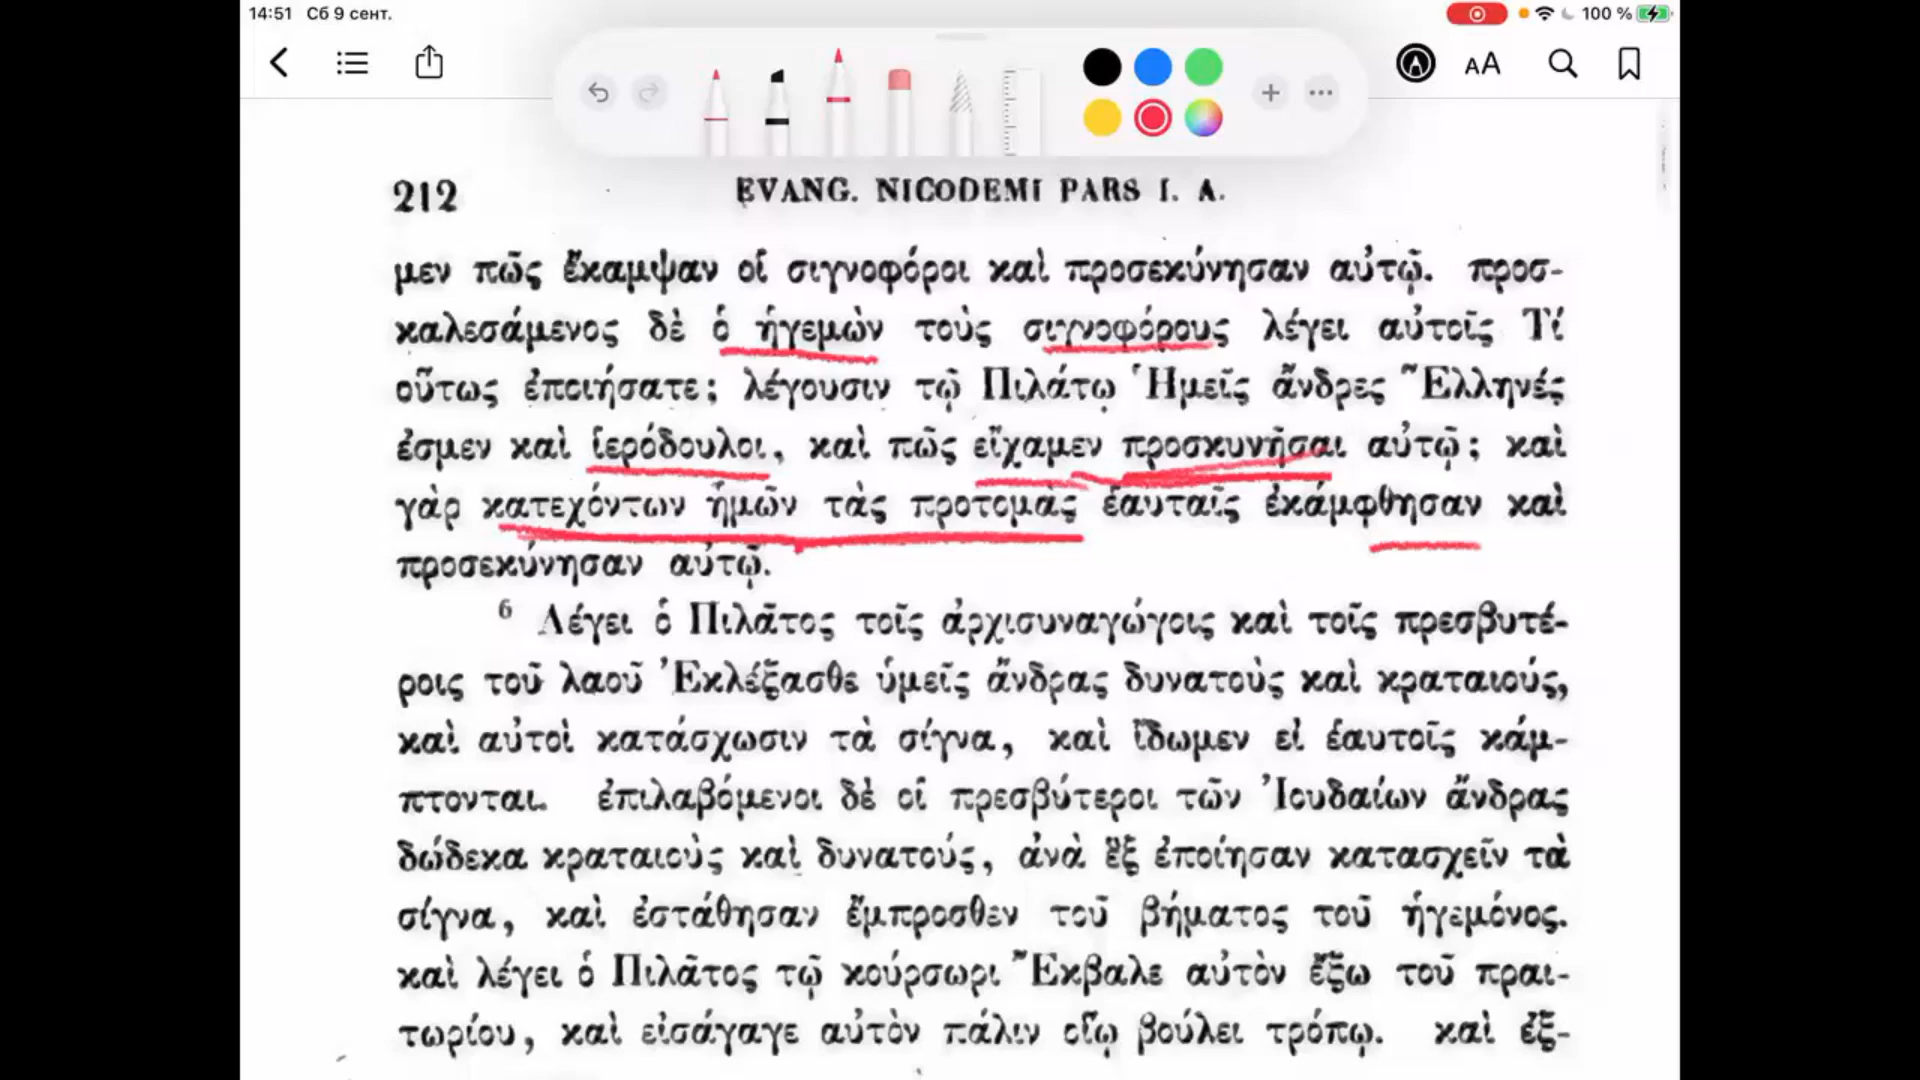 14:51 Сб 9 сент. 100 %
AA
212 EVANG. NICODEMI PARS I. A.
μεν πῶς ἔκαμψαν οἱ σιγνοφόροι καὶ προσεκύνησαν αὐτῷ. προσ-
καλεσάμενος δὲ ὁ ἡγεμὼν τοὺς σιγνοφόρους λέγει αὐτοῖς Τί
οὕτως ἐποιήσατε; λέγουσιν τῷ Πιλάτῳ Ἡμεῖς ἄνδρες Ἕλληνές
ἐσμεν καὶ ἱερόδουλοι, καὶ πῶς εἴχαμεν προσκυνῆσαι αὐτῷ; καὶ
γὰρ κατεχόντων ἡμῶν τὰς προτομὰς ἑαυταῖς ἐκάμφθησαν καὶ
προσεκύνησαν αὐτῷ.
6 Λέγει ὁ Πιλᾶτος τοῖς ἀρχισυναγώγοις καὶ τοῖς πρεσβυτέ-
ροις τοῦ λαοῦ Ἐκλέξασθε ὑμεῖς ἄνδρας δυνατοὺς καὶ κραταιούς,
καὶ αὐτοὶ κατάσχωσιν τὰ σίγνα, καὶ ἴδωμεν εἰ ἑαυτοῖς κάμ-
πτονται. ἐπιλαβόμενοι δὲ οἱ πρεσβύτεροι τῶν Ἰουδαίων ἄνδρας
δώδεκα κραταιοὺς καὶ δυνατούς, ἀνὰ ἓξ ἐποίησαν κατασχεῖν τὰ
σίγνα, καὶ ἐστάθησαν ἔμπροσθεν τοῦ βήματος τοῦ ἡγεμόνος.
καὶ λέγει ὁ Πιλᾶτος τῷ κούρσωρι Ἔκβαλε αὐτὸν ἔξω τοῦ πραι-
τωρίου, καὶ εἰσάγαγε αὐτὸν πάλιν οἵῳ βούλει τρόπῳ. καὶ ἐξ-